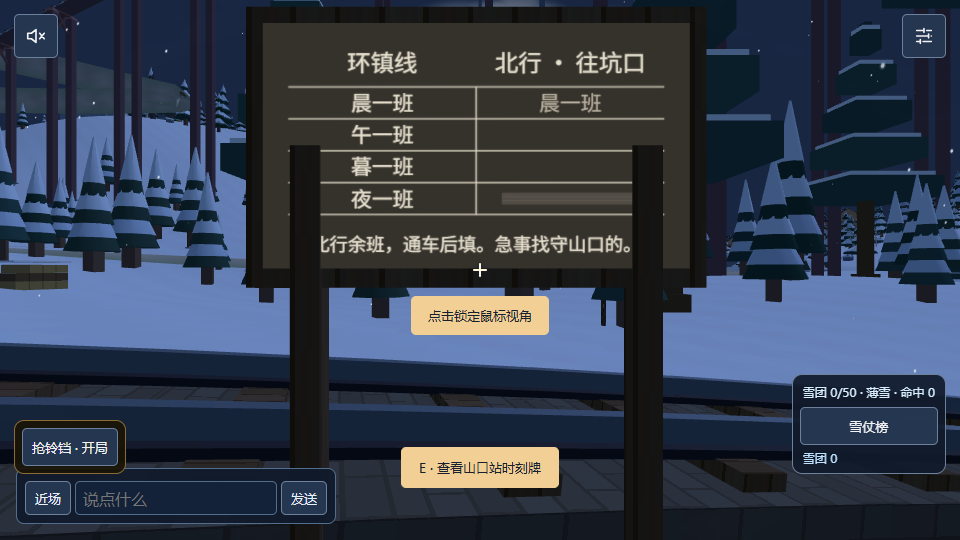 环镇线 北行 · 往坑口
晨一班 晨一班
午一班
暮一班
夜一班
北行余班，通车后填。急事找守山口的。
点击锁定鼠标视角
E · 查看山口站时刻牌
抢铃铛 · 开局
近场 说点什么 发送
雪团 0/50 · 薄雪 · 命中 0
雪仗榜
雪团 0